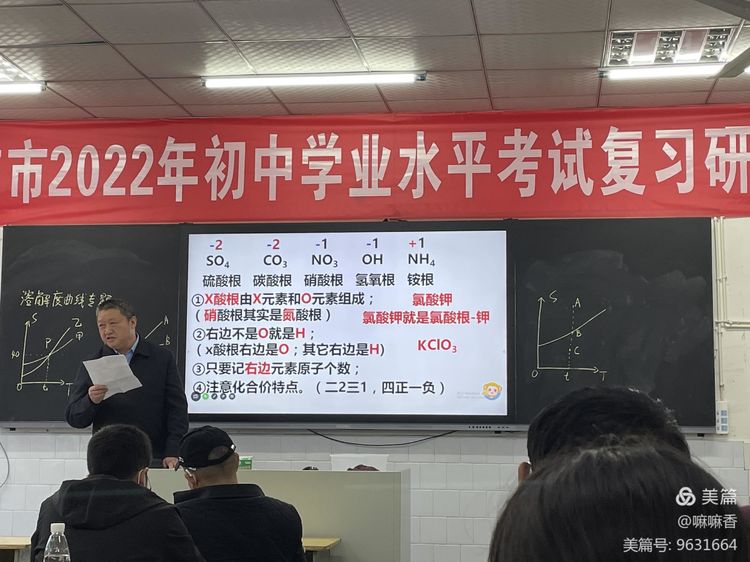 美篇
市2022年初中学业水平考试复习研
-2 -2 -1 -1 +1
SO₄ CO₃ NO₃ OH NH₄
硫酸根 碳酸根 硝酸根 氢氧根 铵根
①X酸根由X元素和O元素组成； 氯酸钾
（硝酸根其实是氮酸根） 氯酸钾就是氯酸根-钾
②右边不是O就是H；
（x酸根右边是O；其它右边是H） KClO₃
③只要记右边元素原子个数；
④注意化合价特点。（二2三1，四正一负）
溶解度曲线专题
S
乙
甲
P
40
O
t
T
A
B
S
A
B
C
O
t
T
美篇
@嘛嘛香
美篇号: 9631664